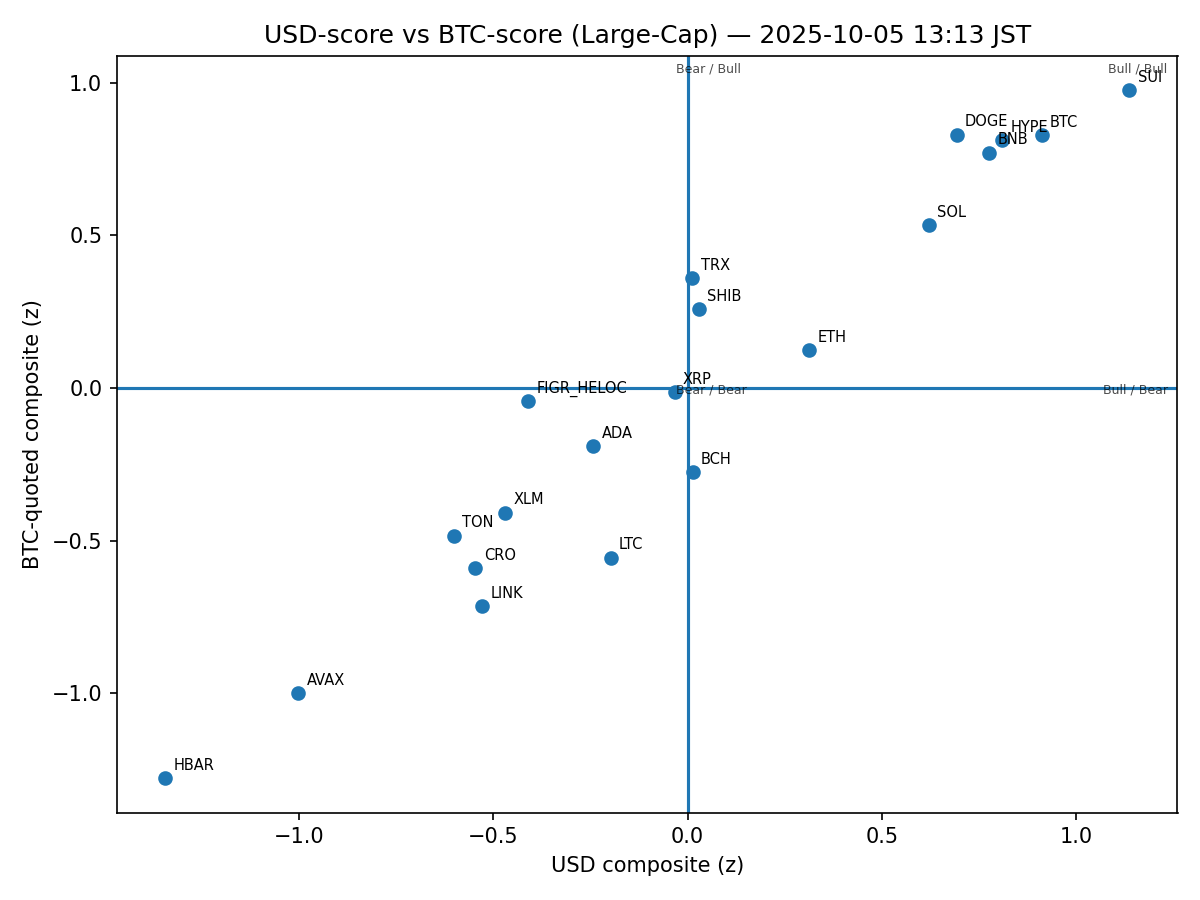 USD-score vs BTC-score (Large-Cap) — 2025-10-05 13:13 JST
Bear / Bull
Bull / Bull
SUI
DOGE
HYPE
BTC
BNB
SOL
TRX
SHIB
ETH
XRP
FIGR_HELOC
Bear / Bear
Bull / Bear
ADA
BCH
XLM
TON
LTC
CRO
LINK
AVAX
HBAR
1.0
0.5
0.0
−0.5
−1.0
BTC-quoted composite (z)
−1.0
−0.5
0.0
0.5
1.0
USD composite (z)